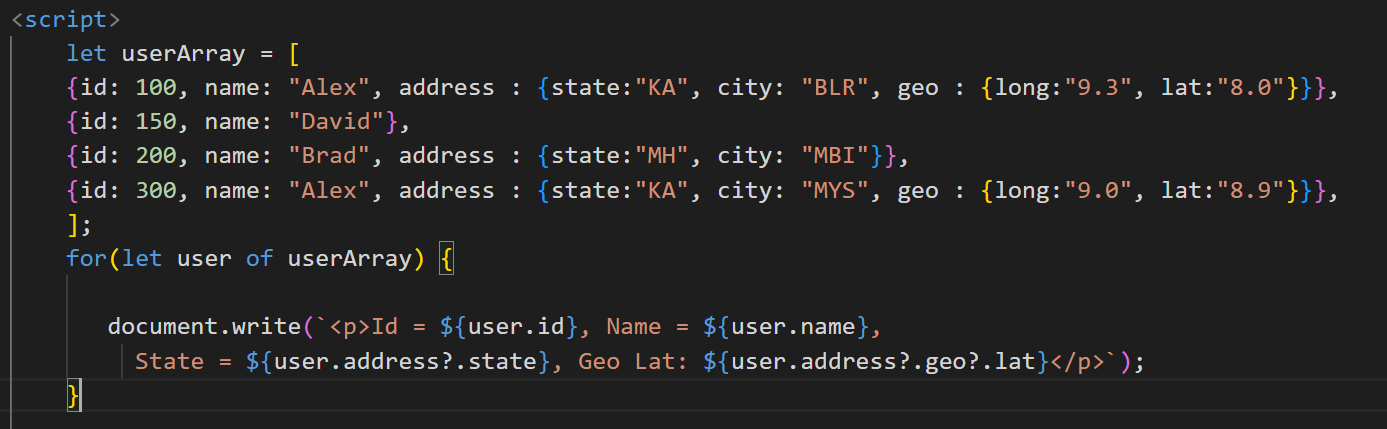 <script>
let userArray = [
{id: 100, name: "Alex", address : {state:"KA", city: "BLR", geo : {long:"9.3", lat:"8.0"}}},
{id: 150, name: "David"},
{id: 200, name: "Brad", address : {state:"MH", city: "MBI"}},
{id: 300, name: "Alex", address : {state:"KA", city: "MYS", geo : {long:"9.0", lat:"8.9"}}},
];
for(let user of userArray) {
document.write(`<p>Id = ${user.id}, Name = ${user.name},
State = ${user.address?.state}, Geo Lat: ${user.address?.geo?.lat}</p>`);
}